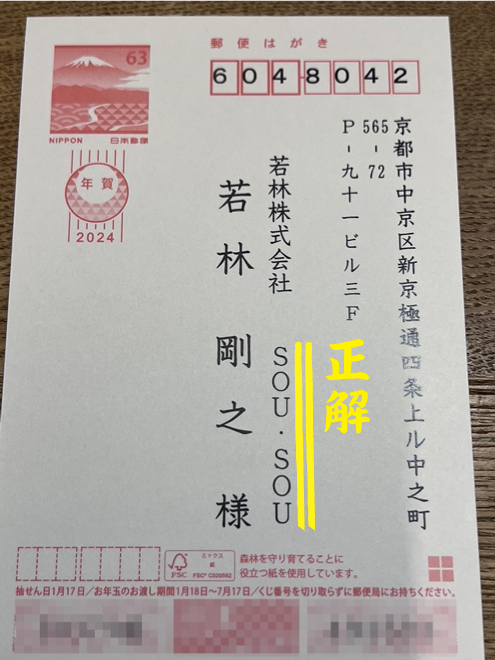 63
NIPPON 日本郵便
年賀
2024
郵便はがき
6048042
京都市中京区新京極通四条上ル中之町
565-72
P-九十一ビル三F
若林株式会社 SOU・SOU
若林 剛之 様
正解
FSC
ミックス
紙
FSC® C020862
森林を守り育てることに
役立つ紙を使用しています。
抽せん日1月17日/お年玉のお渡し期間1月18日~7月17日/くじ番号を切り取らずに郵便局にお持ちください。